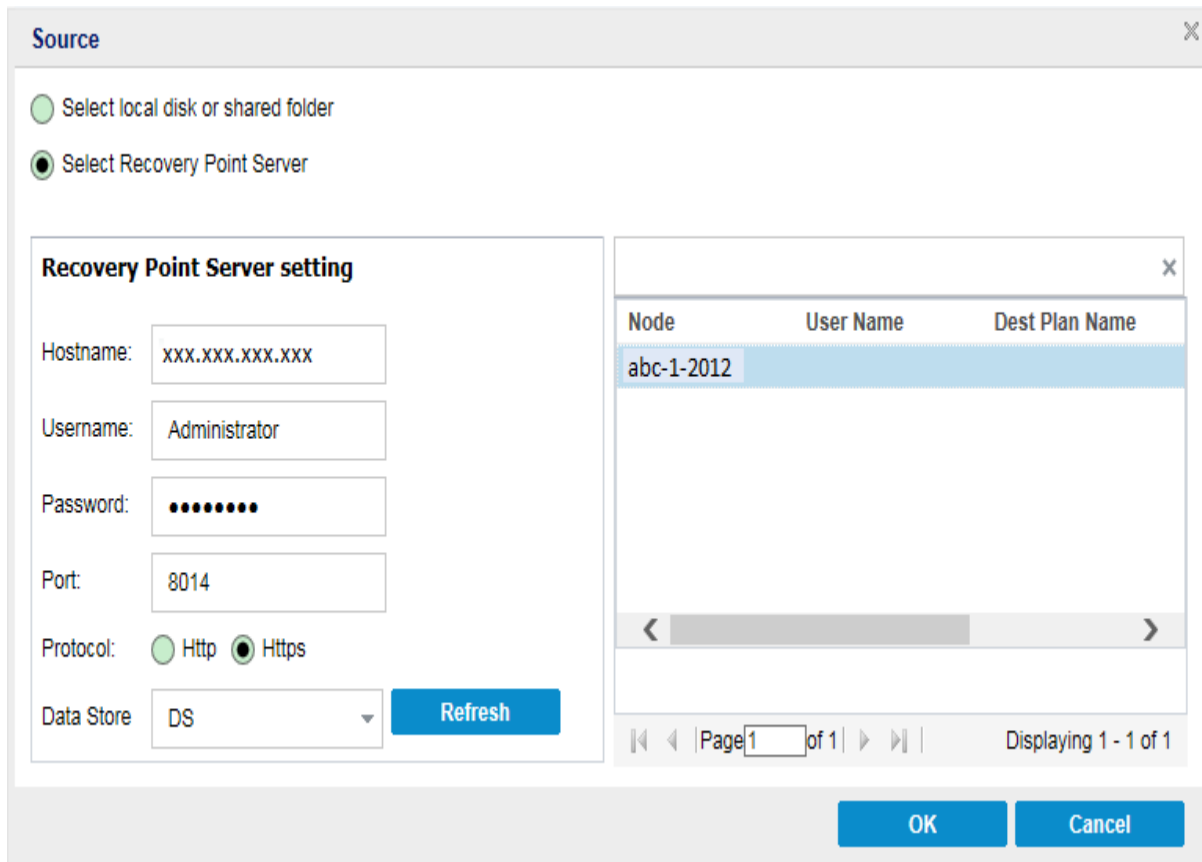 Source
Select local disk or shared folder
Select Recovery Point Server
Recovery Point Server setting
Hostname: xxx.xxx.xxx.xxx
Username: Administrator
Password: ••••••••
Port: 8014
Protocol: Http Https
Data Store DS Refresh
Node User Name Dest Plan Name
abc-1-2012
Page 1 of 1 Displaying 1 - 1 of 1
OK Cancel